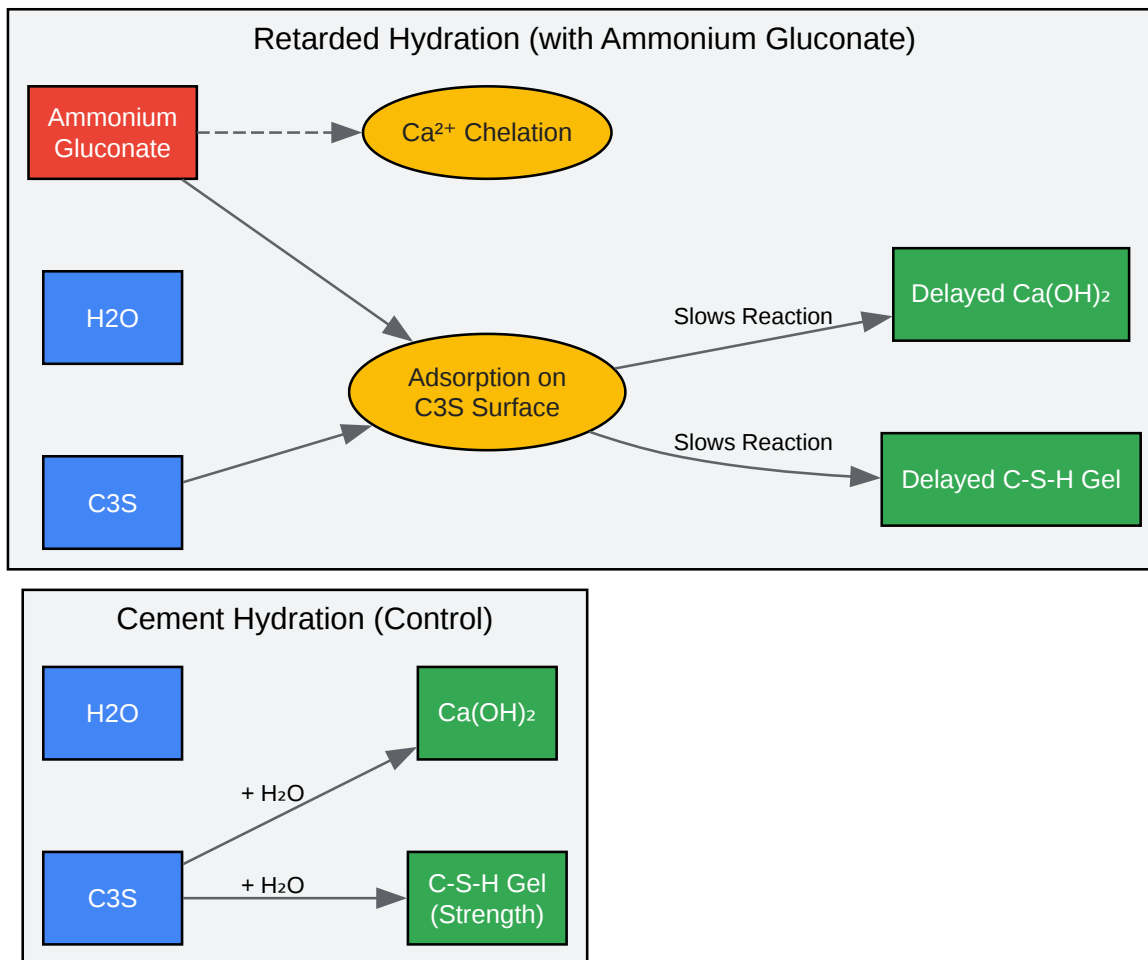 Retarded Hydration (with Ammonium Gluconate)
Ammonium
Gluconate
Ca²⁺ Chelation
H2O
Delayed Ca(OH)₂
Slows Reaction
Adsorption on
C3S Surface
Slows Reaction
Delayed C-S-H Gel
C3S
Cement Hydration (Control)
H2O
Ca(OH)₂
+ H₂O
C3S
+ H₂O
C-S-H Gel
(Strength)